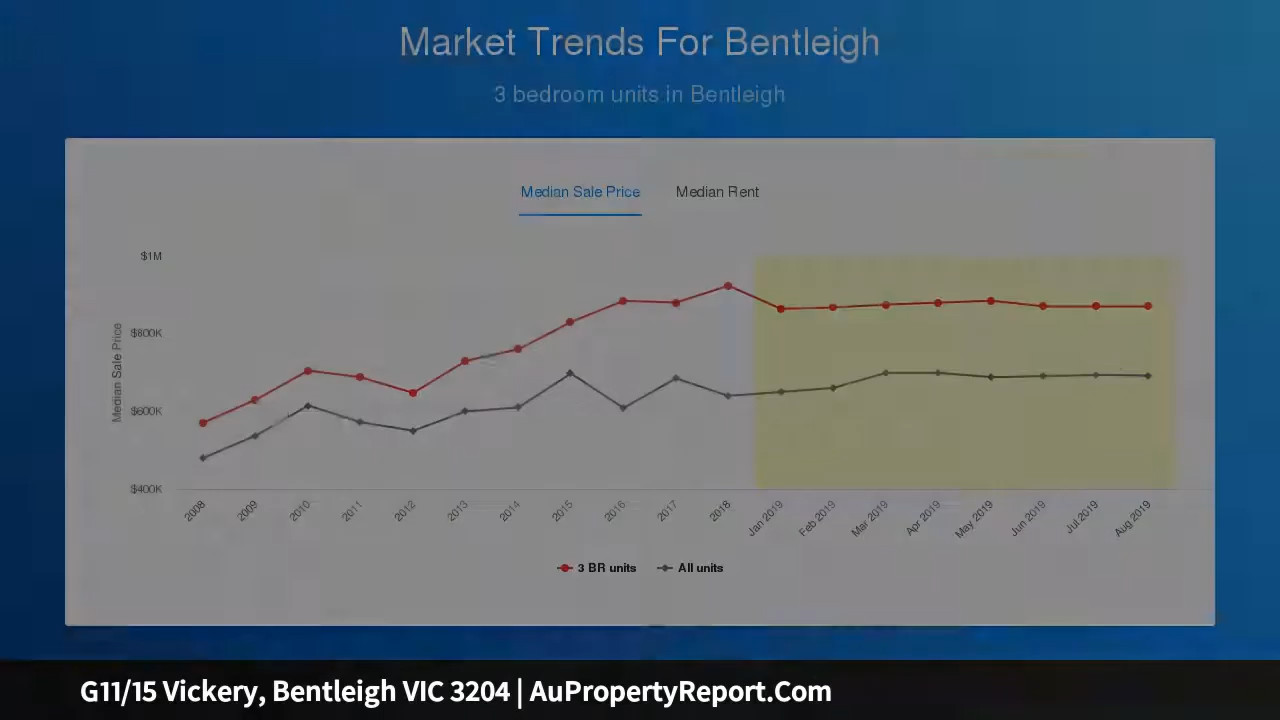 Market Trends For Bentleigh
3 bedroom units in Bentleigh
Median Sale Price Median Rent
$1M
$800K
$600K
$400K
Median Sale Price
2008 2009 2010 2011 2012 2013 2014 2015 2016 2017 2018 Jan 2019 Feb 2019 Mar 2019 Apr 2019 May 2019 Jun 2019 Jul 2019 Aug 2019
3 BR units All units
G11/15 Vickery, Bentleigh VIC 3204 | AuPropertyReport.Com